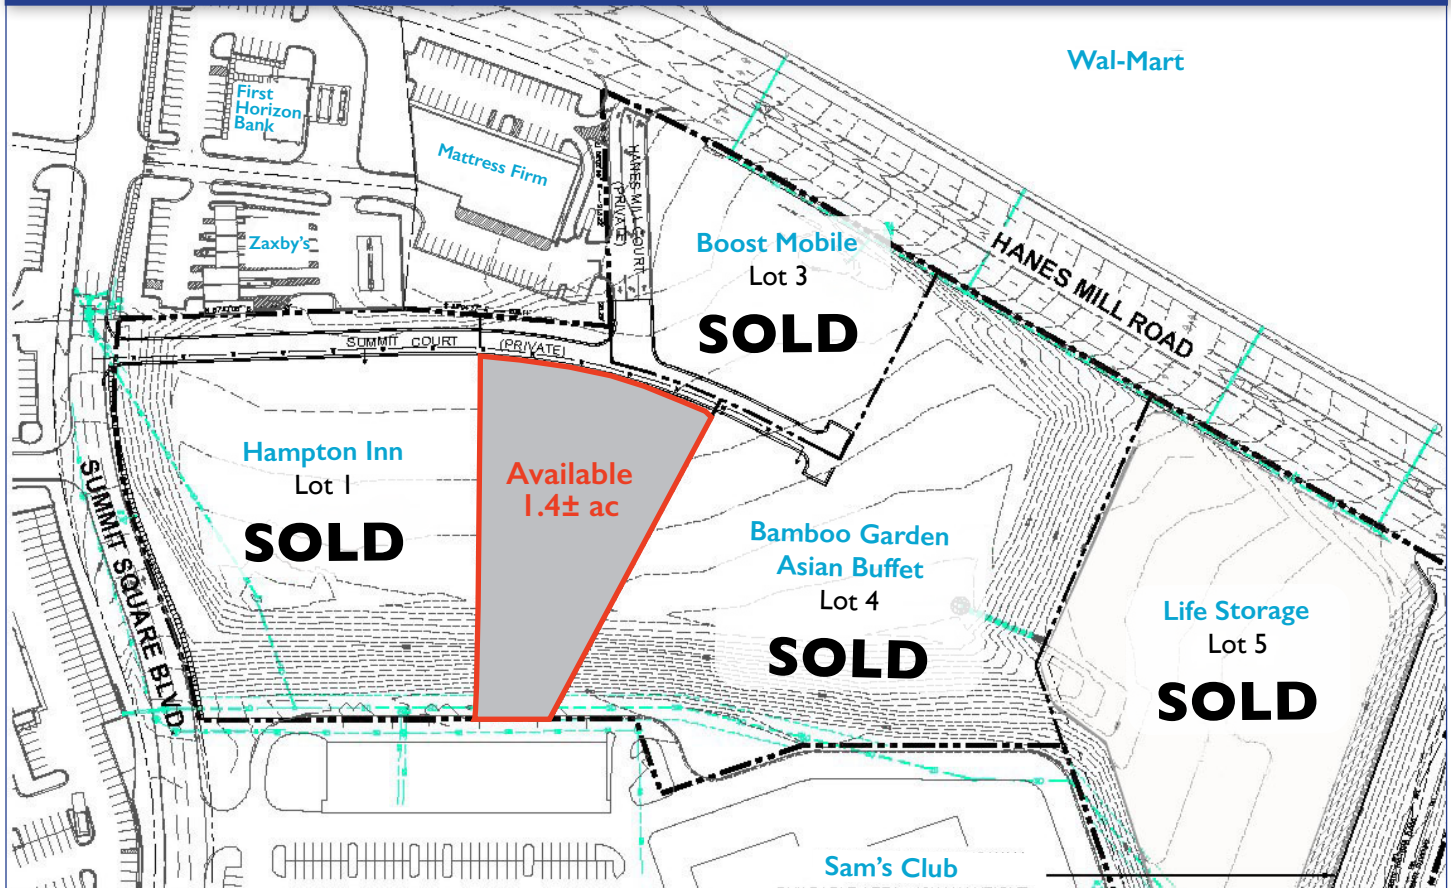 Wal-Mart
First
Horizon
Bank
Mattress Firm
HANES MILL COURT
(PRIVATE)
Zaxby's
Boost Mobile
Lot 3
SOLD
HANES MILL ROAD
SUMMIT COURT (PRIVATE)
Hampton Inn
Lot 1
SOLD
Available
1.4± ac
SUMMIT SQUARE BLVD
Bamboo Garden
Asian Buffet
Lot 4
SOLD
Life Storage
Lot 5
SOLD
Sam's Club